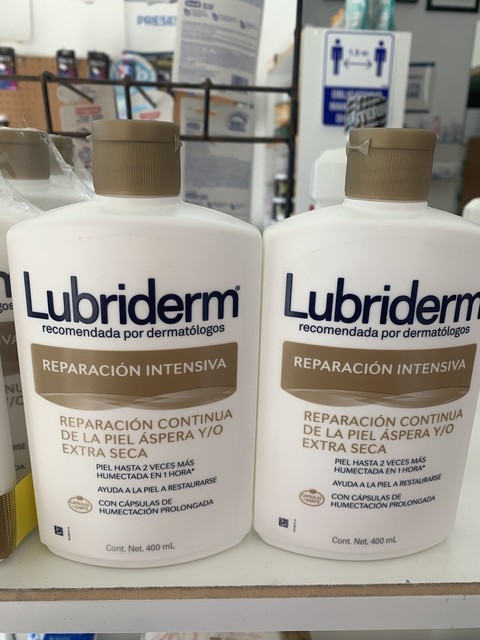 PRESE
1.5 m
Lubriderm®
recomendada por dermatólogos
REPARACIÓN INTENSIVA
REPARACIÓN CONTINUA
DE LA PIEL ÁSPERA Y/O
EXTRA SECA
PIEL HASTA 2 VECES MÁS
HUMECTADA EN 1 HORA*
AYUDA A LA PIEL A RESTAURARSE
CON CÁPSULAS DE
HUMECTACIÓN PROLONGADA
Cont. Net. 400 mL
Lubriderm
recomendada por dermatólogos
REPARACIÓN INTENSIVA
REPARACIÓN CONTINUA
DE LA PIEL ÁSPERA Y/O
EXTRA SECA
PIEL HASTA 2 VECES MÁS
HUMECTADA EN 1 HORA*
AYUDA A LA PIEL A RESTAURARSE
CON CÁPSULAS DE
HUMECTACIÓN PROLONGADA
Cont. Net. 400 mL